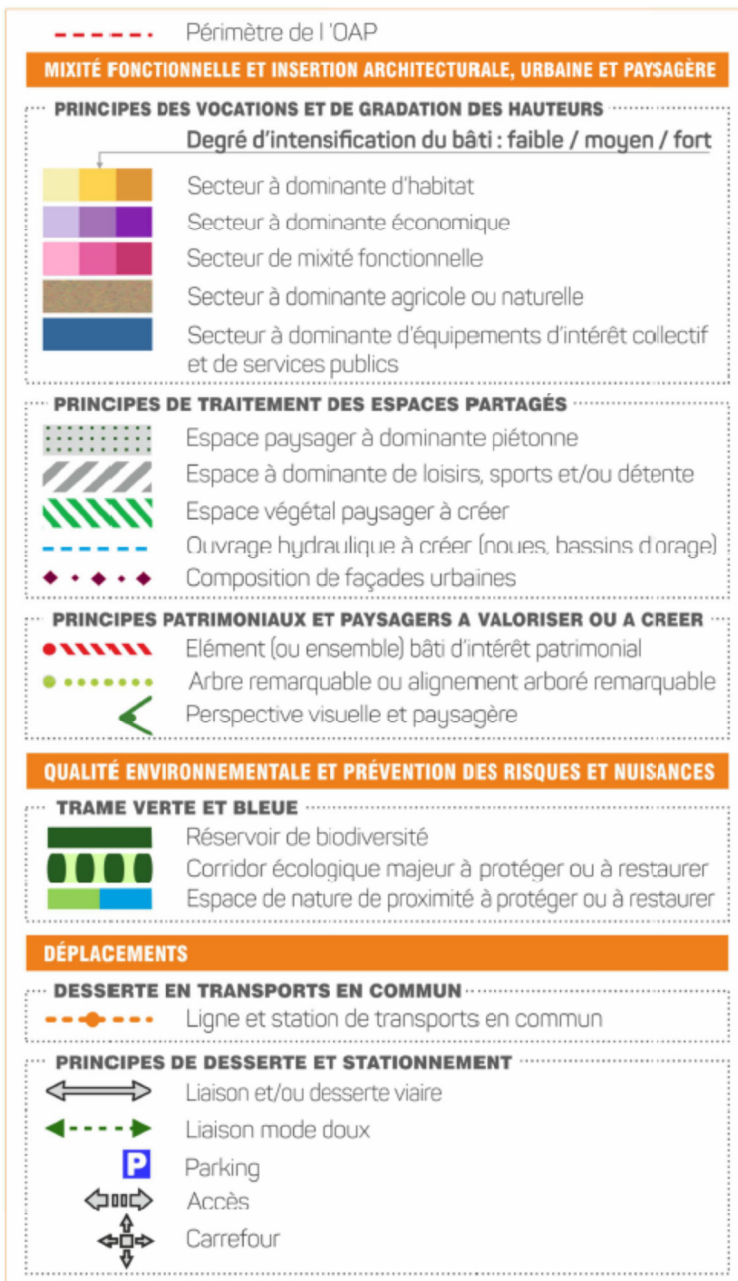 Périmètre de l'OAP
MIXITÉ FONCTIONNELLE ET INSERTION ARCHITECTURALE, URBAINE ET PAYSAGÈRE
PRINCIPES DES VOCATIONS ET DE GRADATION DES HAUTEURS
Degré d'intensification du bâti : faible / moyen / fort
Secteur à dominante d'habitat
Secteur à dominante économique
Secteur de mixité fonctionnelle
Secteur à dominante agricole ou naturelle
Secteur à dominante d'équipements d'intérêt collectif
et de services publics
PRINCIPES DE TRAITEMENT DES ESPACES PARTAGÉS
Espace paysager à dominante piétonne
Espace à dominante de loisirs, sports et/ou détente
Espace végétal paysager à créer
Ouvrage hydraulique à créer (noues, bassins d'orage)
Composition de façades urbaines
PRINCIPES PATRIMONIAUX ET PAYSAGERS A VALORISER OU A CREER
Elément (ou ensemble) bâti d'intérêt patrimonial
Arbre remarquable ou alignement arboré remarquable
Perspective visuelle et paysagère
QUALITÉ ENVIRONNEMENTALE ET PRÉVENTION DES RISQUES ET NUISANCES
TRAME VERTE ET BLEUE
Réservoir de biodiversité
Corridor écologique majeur à protéger ou à restaurer
Espace de nature de proximité à protéger ou à restaurer
DÉPLACEMENTS
DESSERTE EN TRANSPORTS EN COMMUN
Ligne et station de transports en commun
PRINCIPES DE DESSERTE ET STATIONNEMENT
Liaison et/ou desserte viaire
Liaison mode doux
P Parking
Accès
Carrefour